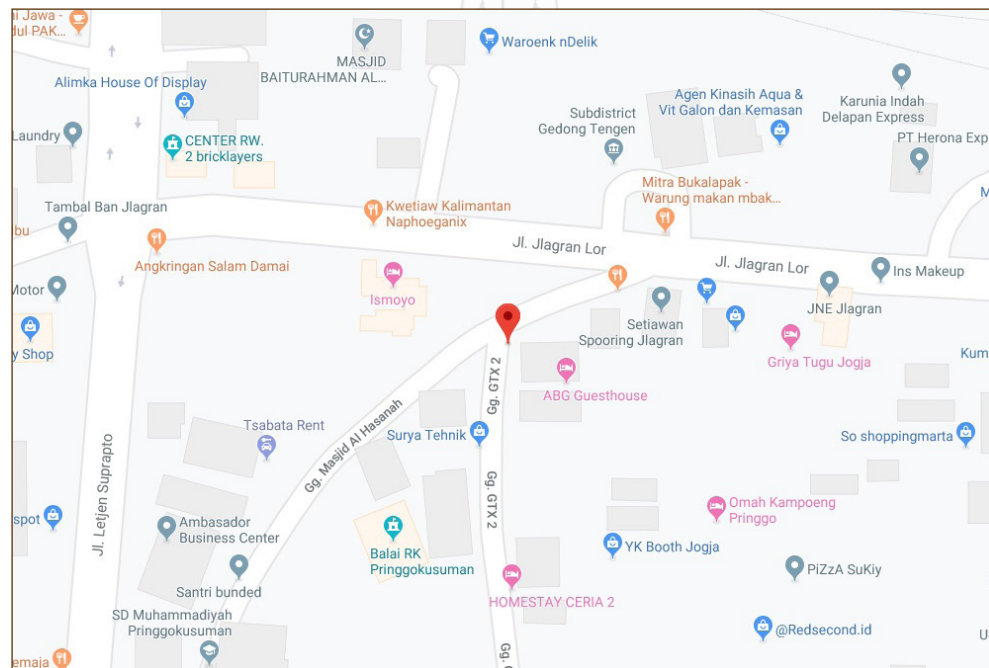 ni Jawa -
dul PAK...
MASJID
BAITURAHMAN AL...
Waroenk nDelik
Alimka House Of Display
Agen Kinasih Aqua &
Vit Galon dan Kemasan
Karunia Indah
Delapan Express
Subdistrict
Gedong Tengen
Laundry
CENTER RW.
2 bricklayers
PT Herona Exp
Mitra Bukalapak -
Warung makan mbak...
M
Tambal Ban Jlagran
Kwetiaw Kalimantan
Naphoeganix
bu
Jl. Jlagran Lor
Jl. Jlagran Lor
Angkringan Salam Damai
Ins Makeup
Motor
Ismoyo
JNE Jlagran
Setiawan
Spooring Jlagran
y Shop
Griya Tugu Jogja
Kum
Gg. GTX 2
ABG Guesthouse
Tsabata Rent
Gg. Masjid Al Hasanah
Surya Tehnik
So shoppingmarta
Jl. Letjen Suprapto
Gg. GTX 2
spot
Ambasador
Business Center
Omah Kampoeng
Pringgo
Balai RK
Pringgokusuman
YK Booth Jogja
PiZzA SuKiy
Santri bunded
HOMESTAY CERIA 2
SD Muhammadiyah
Pringgokusuman
@Redsecond.id
U
emaja
Gg. G